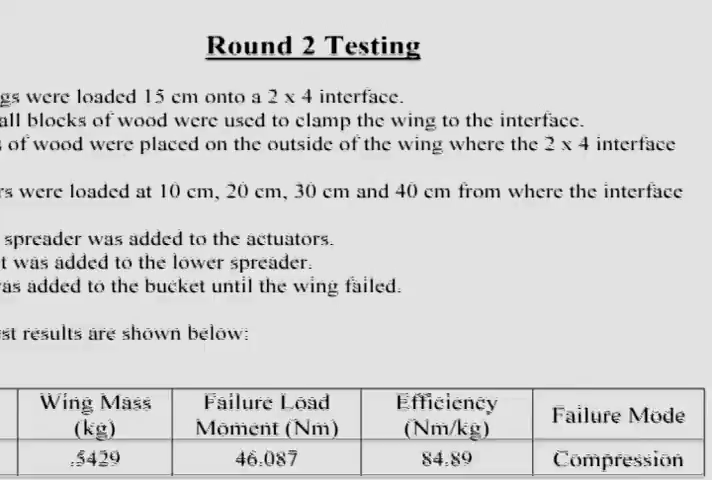 Round 2 Testing
gs were loaded 15 cm onto a 2 x 4 interface.
all blocks of wood were used to clamp the wing to the interface.
of wood were placed on the outside of the wing where the 2 x 4 interface
rs were loaded at 10 cm, 20 cm, 30 cm and 40 cm from where the interface
spreader was added to the actuators.
t was added to the lower spreader.
as added to the bucket until the wing failed.
st results are shown below:
Wing Mass Failure Load Efficiency Failure Mode
(kg) Moment (Nm) (Nm/kg)
.5429 46.087 84.89 Compression